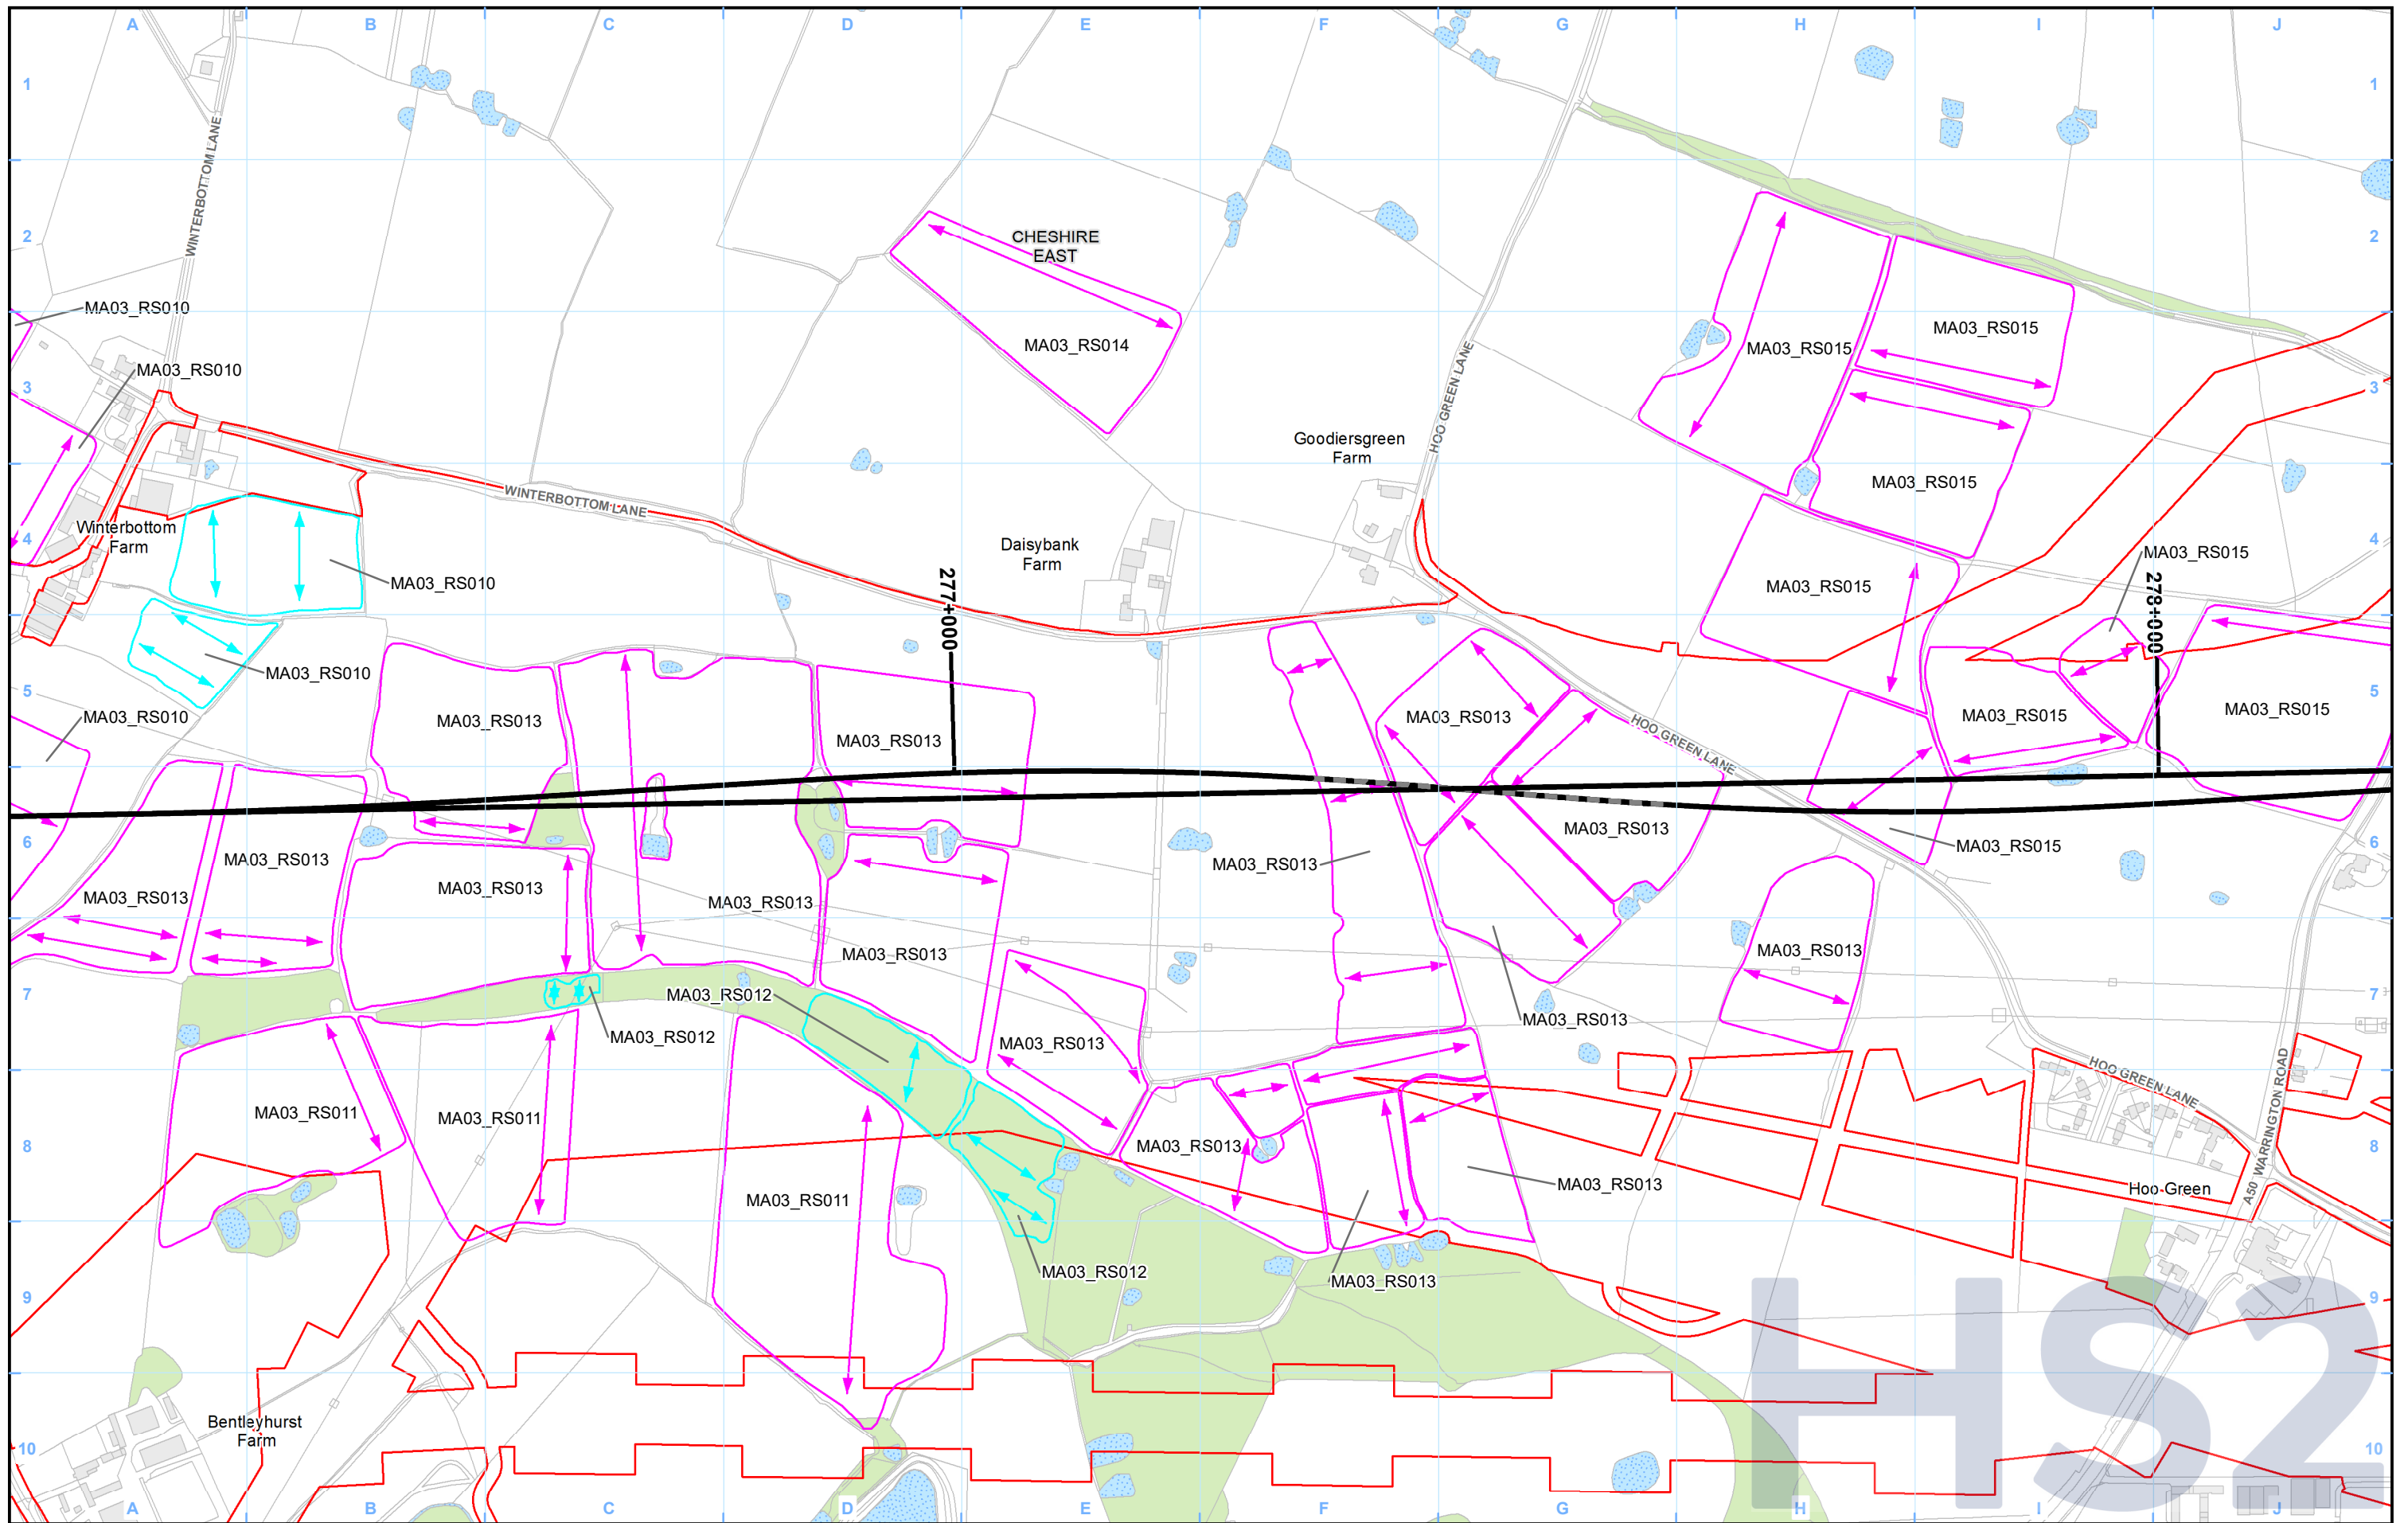 A B C D E F G H I J
1 1
WINTERBOTTOM LANE
2 2
CHESHIRE
EAST
MA03_RS010
MA03_RS015
MA03_RS014
MA03_RS015
MA03_RS010
3 3
HOO GREEN LANE
Goodiersgreen
Farm
MA03_RS015
WINTERBOTTOM LANE
Winterbottom
Farm
4 4
Daisybank
Farm
MA03_RS015
MA03_RS010
MA03_RS015
277+000
278+000
MA03_RS010
5 5
MA03_RS010
MA03_RS013
MA03_RS013
MA03_RS013
MA03_RS015
MA03_RS015
HOO GREEN LANE
MA03_RS013
6 6
MA03_RS015
MA03_RS013
MA03_RS013
MA03_RS013
MA03_RS013
MA03_RS013
MA03_RS013
MA03_RS013
MA03_RS012
7 7
MA03_RS013
MA03_RS012
MA03_RS013
HOO GREEN LANE
A50 WARRINGTON ROAD
MA03_RS011
MA03_RS011
8 8
MA03_RS013
MA03_RS013
Hoo Green
MA03_RS011
MA03_RS012
MA03_RS013
9 9
HS2
Bentleyhurst
Farm
10 10
A B C D E F G H I J